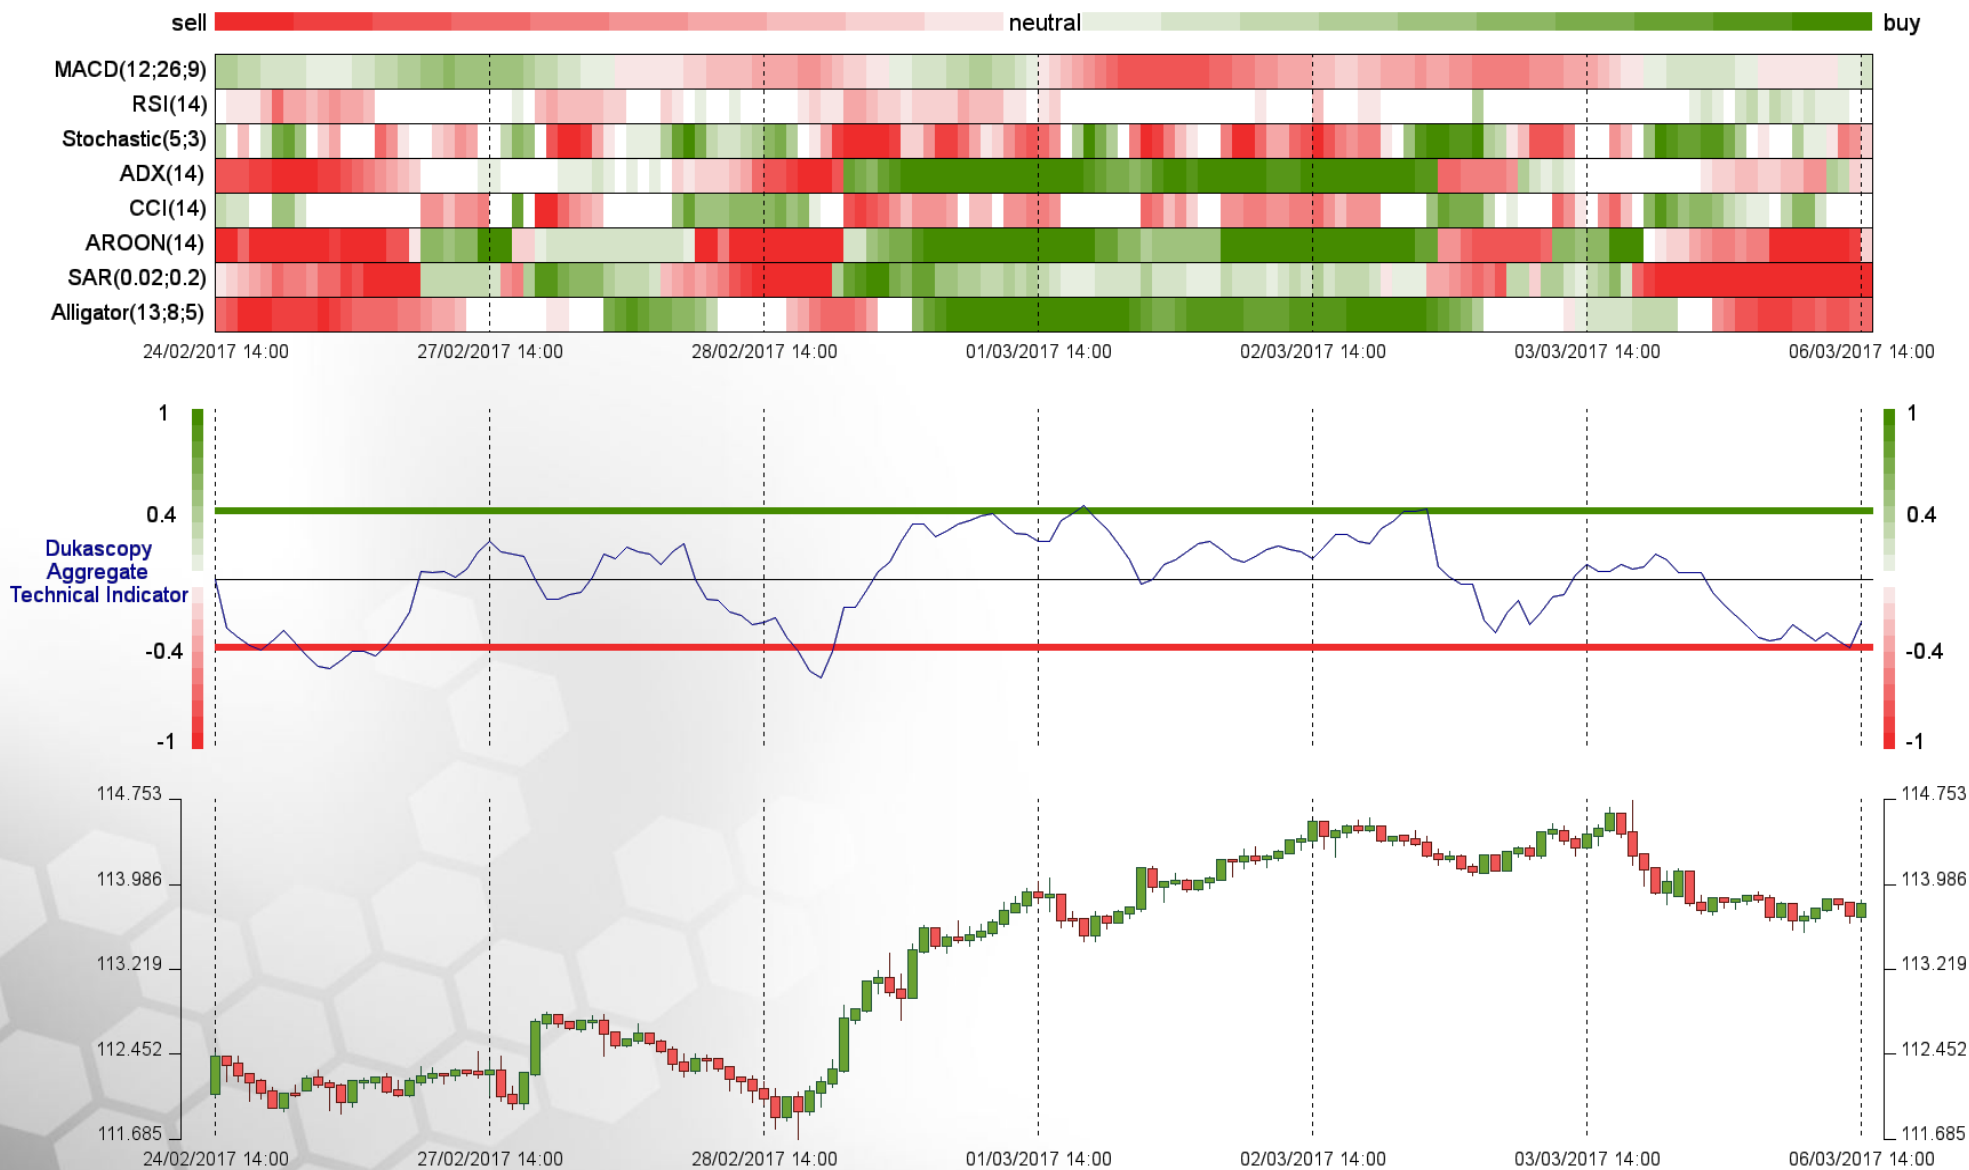 sell neutral buy
MACD(12;26;9)
RSI(14)
Stochastic(5;3)
ADX(14)
CCI(14)
AROON(14)
SAR(0.02;0.2)
Alligator(13;8;5)
24/02/2017 14:00 27/02/2017 14:00 28/02/2017 14:00 01/03/2017 14:00 02/03/2017 14:00 03/03/2017 14:00 06/03/2017 14:00
1 1
0.4 0.4
Dukascopy
Aggregate
Technical Indicator
-0.4 -0.4
-1 -1
114.753 114.753
113.986 113.986
113.219 113.219
112.452 112.452
111.685 111.685
24/02/2017 14:00 27/02/2017 14:00 28/02/2017 14:00 01/03/2017 14:00 02/03/2017 14:00 03/03/2017 14:00 06/03/2017 14:00